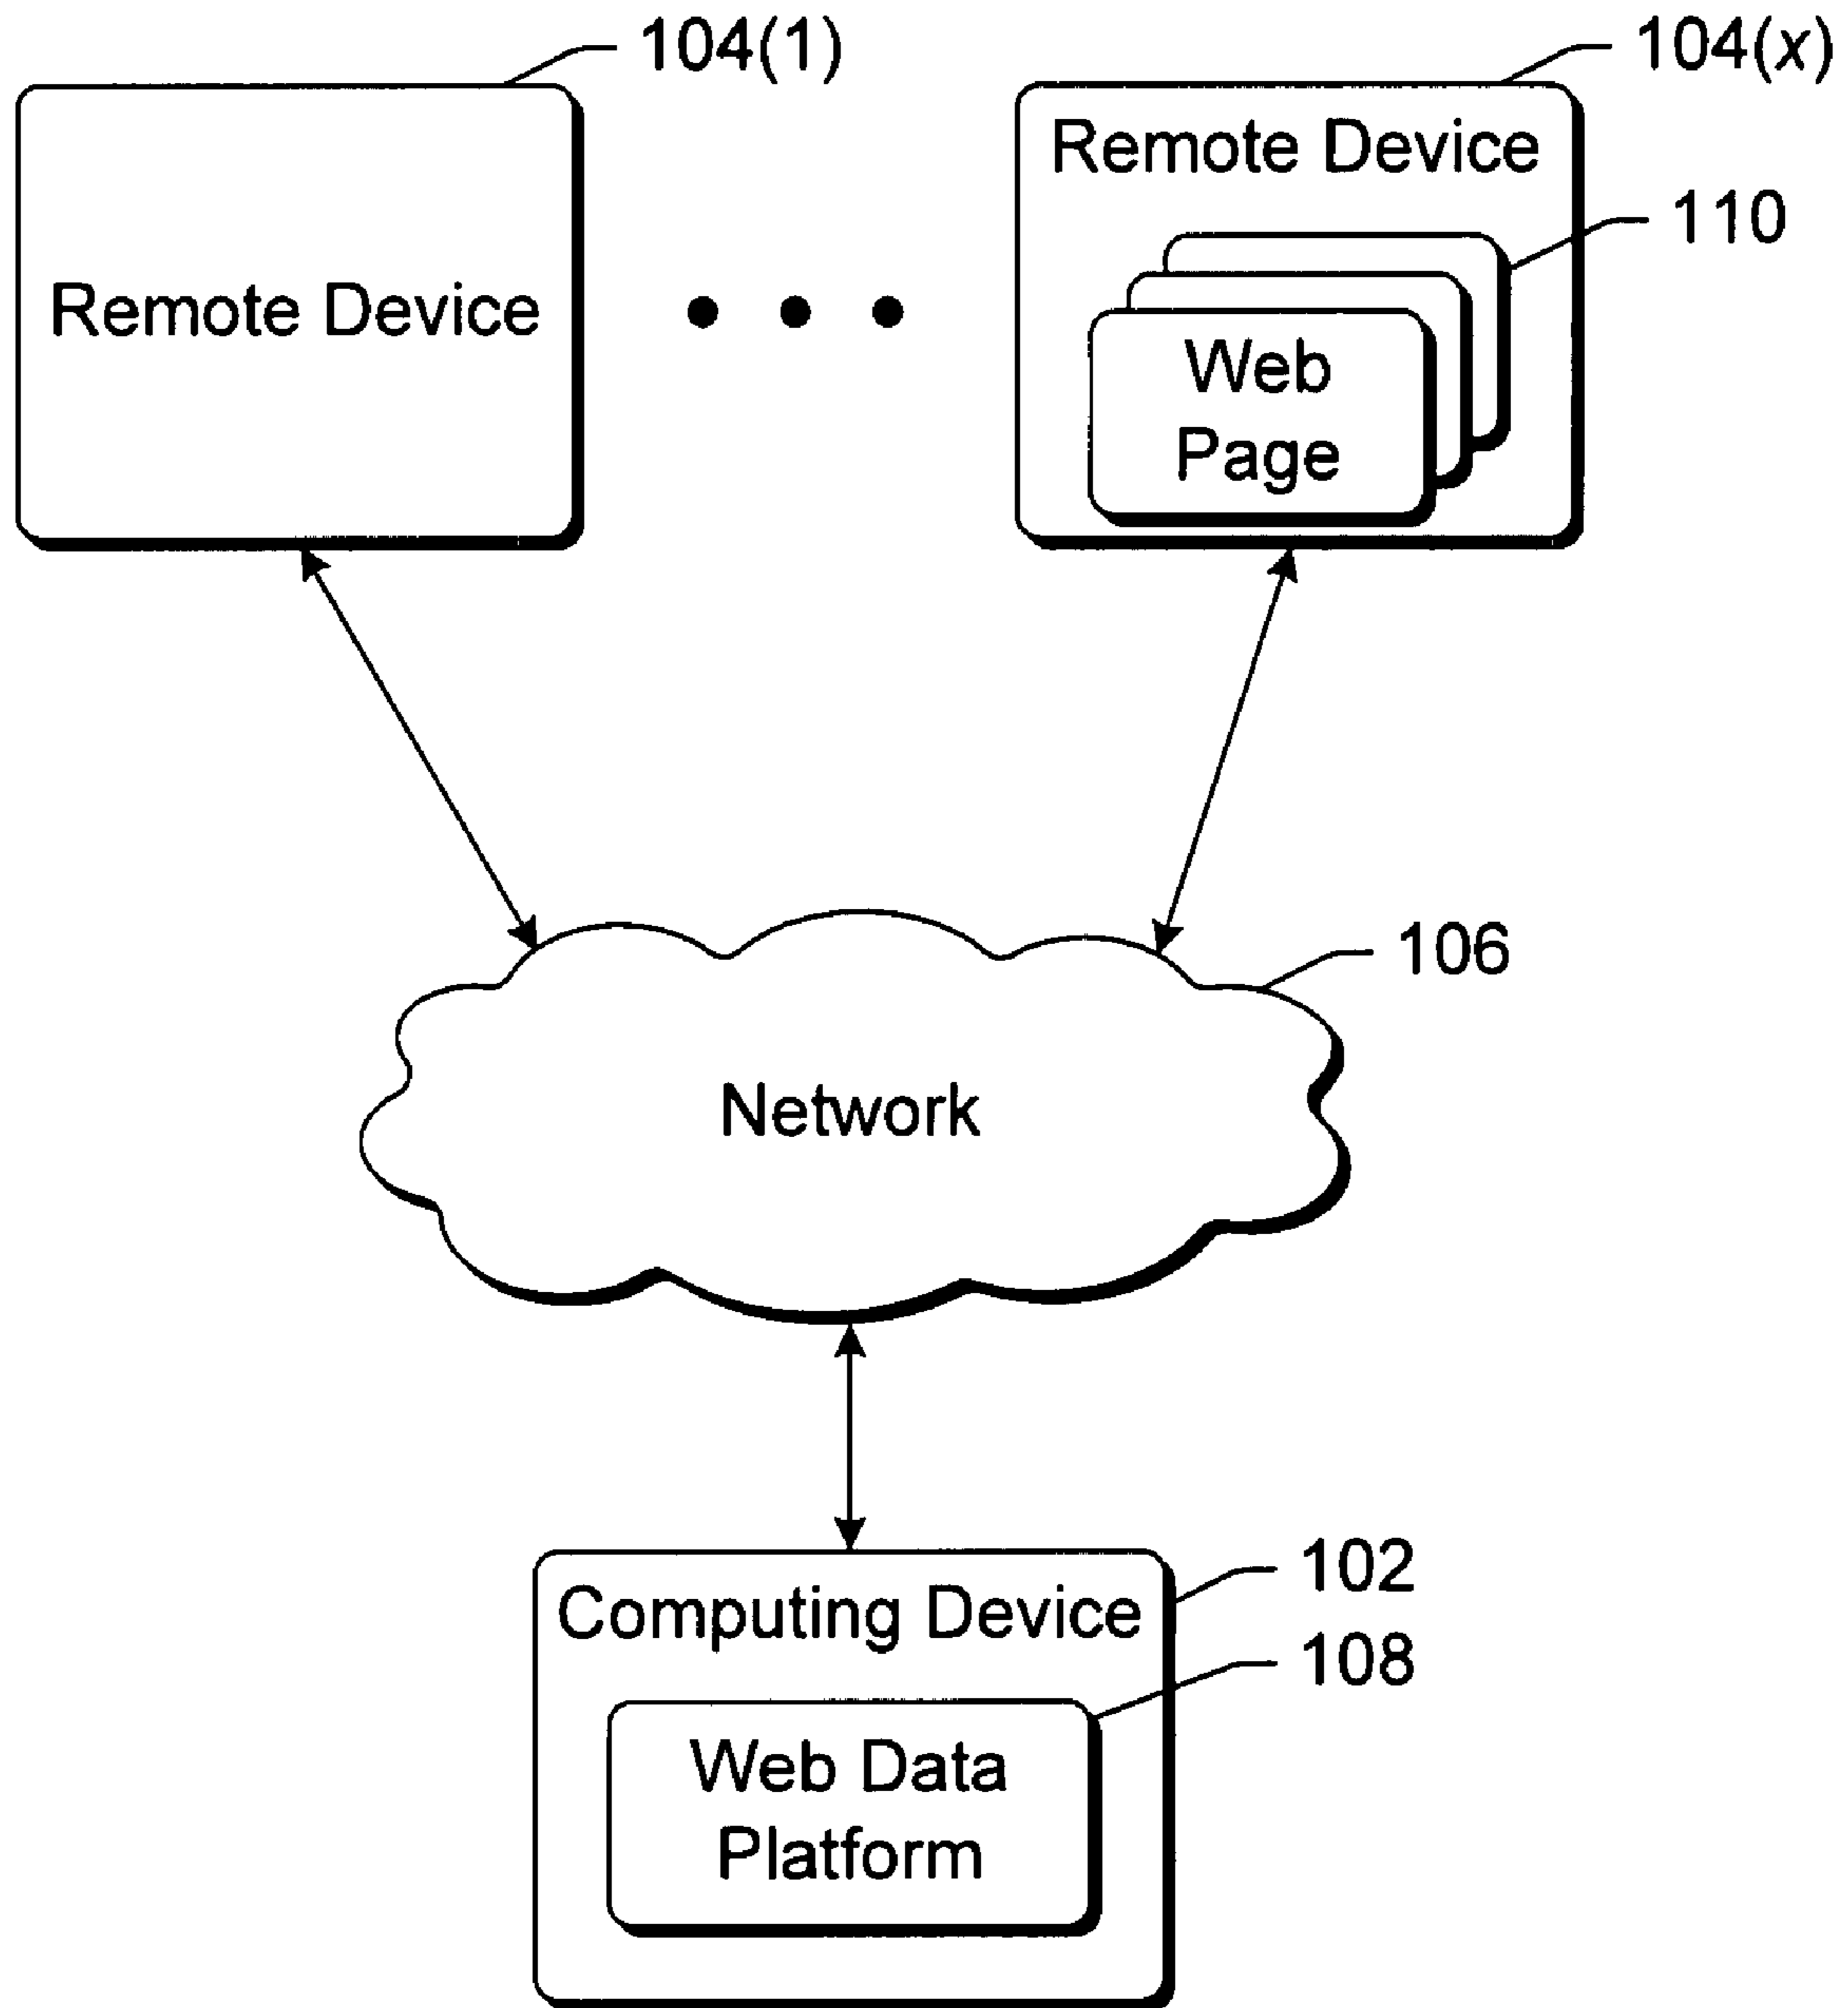 104(1)
104(x)
Remote Device
110
Remote Device
Web
Page
106
Network
102
Computing Device
108
Web Data
Platform